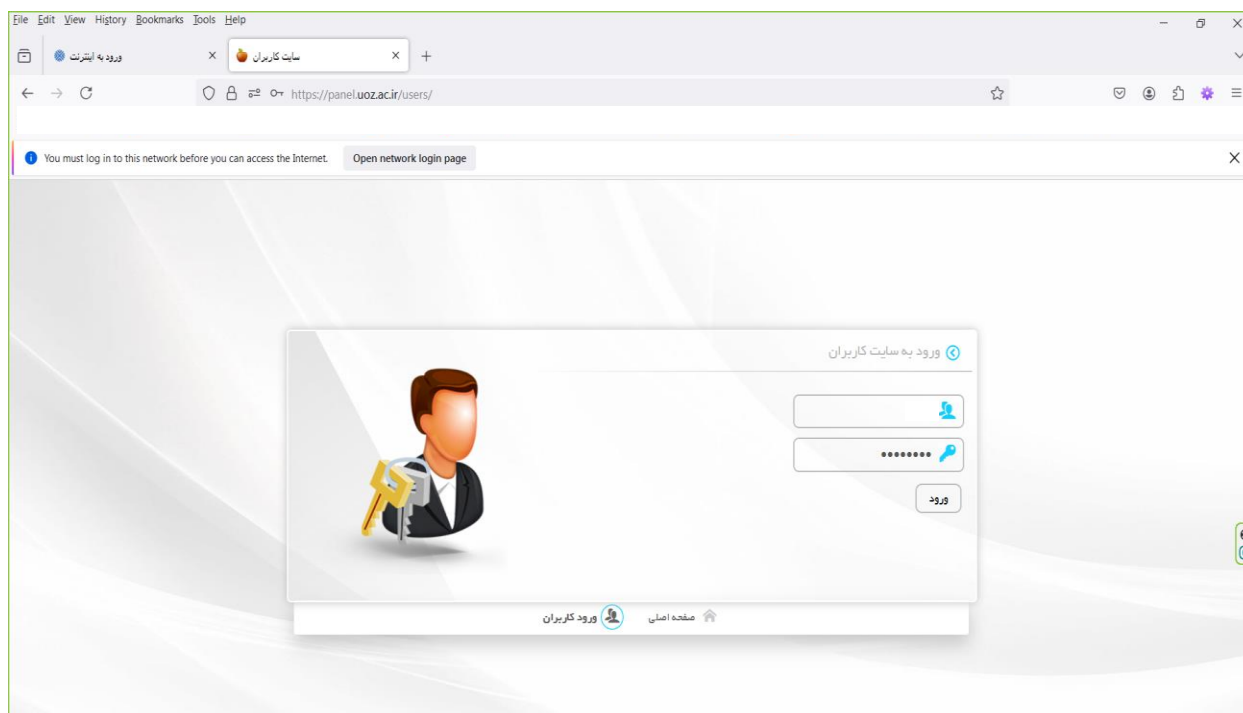 File Edit View History Bookmarks Tools Help
ورود به اینترنت
سایت کاربران
https://panel.uoz.ac.ir/users/
You must log in to this network before you can access the Internet. Open network login page
ورود به سایت کاربران
••••••••
ورود
صفحه اصلی ورود کاربران